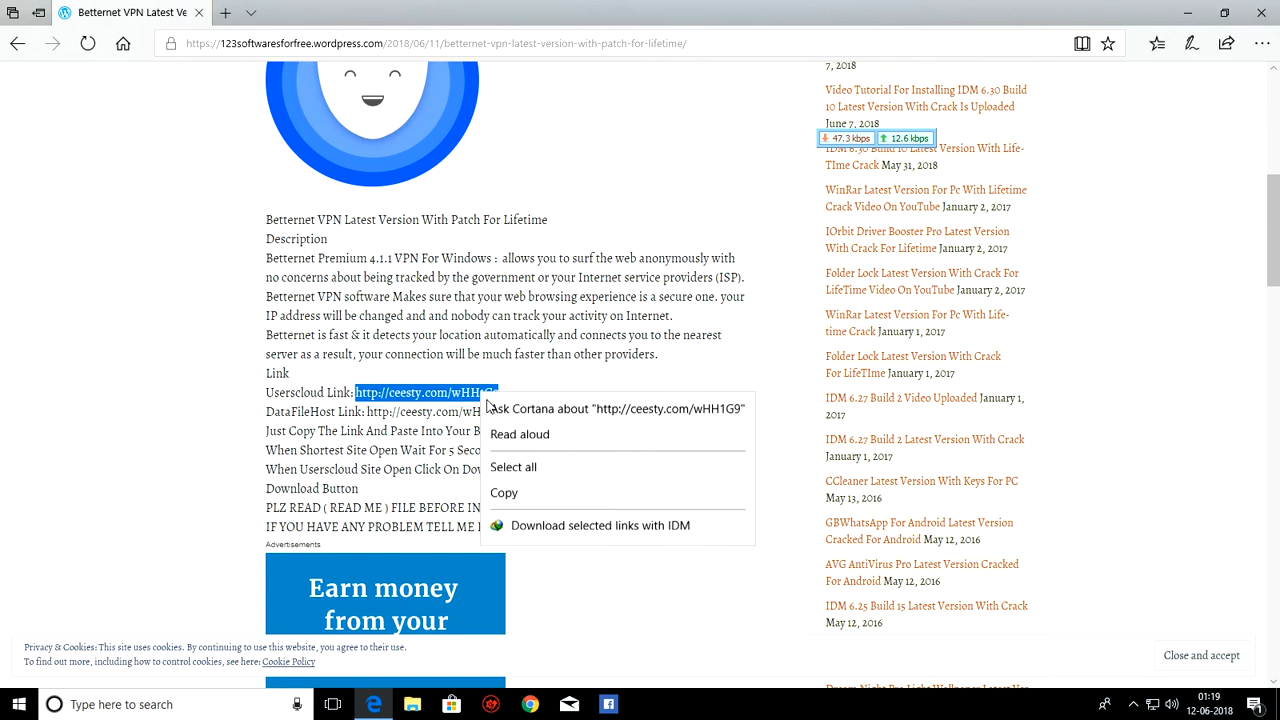 Betternet VPN Latest Ve
https://123softwaresforfree.wordpress.com/2018/06/11/betternet-vpn-latest-version-with-patch-for-lifetime/
Betternet VPN Latest Version With Patch For Lifetime
Description
Betternet Premium 4.1.1 VPN For Windows : allows you to surf the web anonymously with
no concerns about being tracked by the government or your Internet service providers (ISP).
Betternet VPN software Makes sure that your web browsing experience is a secure one. your
IP address will be changed and and nobody can track your activity on Internet.
Betternet is fast & it detects your location automatically and connects you to the nearest
server as a result, your connection will be much faster than other providers.
Link
Userscloud Link: http://ceesty.com/wHH1G9
DataFileHost Link: http://ceesty.com/wH
Just Copy The Link And Paste Into Your B
When Shortest Site Open Wait For 5 Seco
When Userscloud Site Open Click On Dow
Download Button
PLZ READ ( READ ME ) FILE BEFORE IN
IF YOU HAVE ANY PROBLEM TELL ME
Advertisements
Earn money
from your
Ask Cortana about "http://ceesty.com/wHH1G9"
Read aloud
Select all
Copy
Download selected links with IDM
7, 2018
Video Tutorial For Installing IDM 6.30 Build
10 Latest Version With Crack Is Uploaded
June 7, 2018
47.3 kbps 12.6 kbps
IDM 6.30 Build 10 Latest Version With Life-
TIme Crack May 31, 2018
WinRar Latest Version For Pc With Lifetime
Crack Video On YouTube January 2, 2017
IOrbit Driver Booster Pro Latest Version
With Crack For Lifetime January 2, 2017
Folder Lock Latest Version With Crack For
LifeTime Video On YouTube January 2, 2017
WinRar Latest Version For Pc With Life-
time Crack January 1, 2017
Folder Lock Latest Version With Crack
For LifeTIme January 1, 2017
IDM 6.27 Build 2 Video Uploaded January 1,
2017
IDM 6.27 Build 2 Latest Version With Crack
January 1, 2017
CCleaner Latest Version With Keys For PC
May 13, 2016
GBWhatsApp For Android Latest Version
Cracked For Android May 12, 2016
AVG AntiVirus Pro Latest Version Cracked
For Android May 12, 2016
IDM 6.25 Build 15 Latest Version With Crack
May 12, 2016
Privacy & Cookies: This site uses cookies. By continuing to use this website, you agree to their use.
To find out more, including how to control cookies, see here: Cookie Policy
Close and accept
Type here to search
01:19
12-06-2018